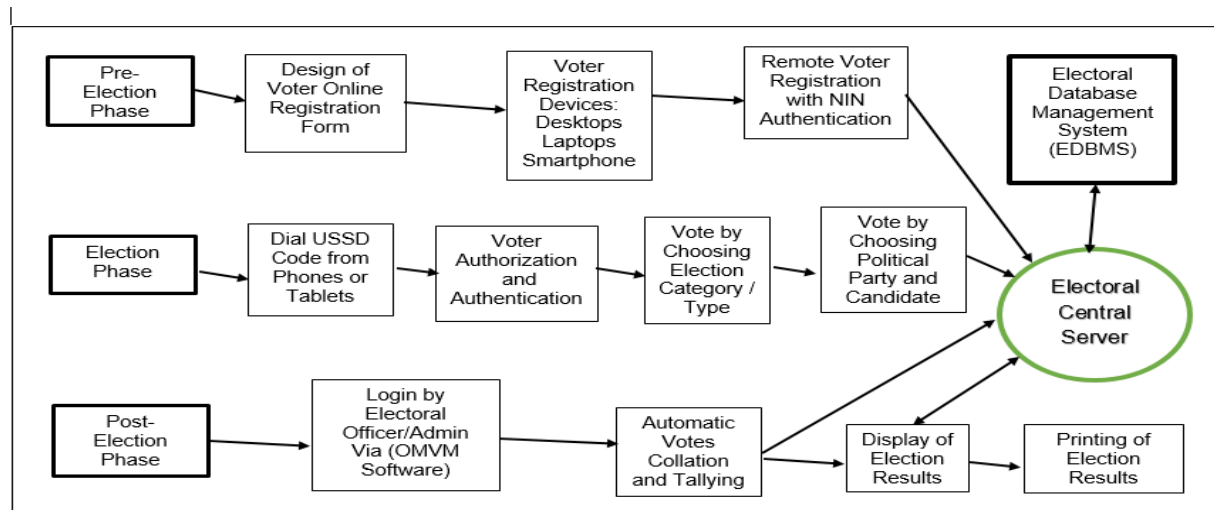 Pre-
Election
Phase
Design of
Voter Online
Registration
Form
Voter
Registration
Devices:
Desktops
Laptops
Smartphone
Remote Voter
Registration
with NIN
Authentication
Electoral
Database
Management
System
(EDBMS)
Election
Phase
Dial USSD
Code from
Phones or
Tablets
Voter
Authorization
and
Authentication
Vote by
Choosing
Election
Category /
Type
Vote by
Choosing
Political
Party and
Candidate
Electoral
Central
Server
Post-
Election
Phase
Login by
Electoral
Officer/Admin
Via (OMVM
Software)
Automatic
Votes
Collation
and Tallying
Display of
Election
Results
Printing of
Election
Results